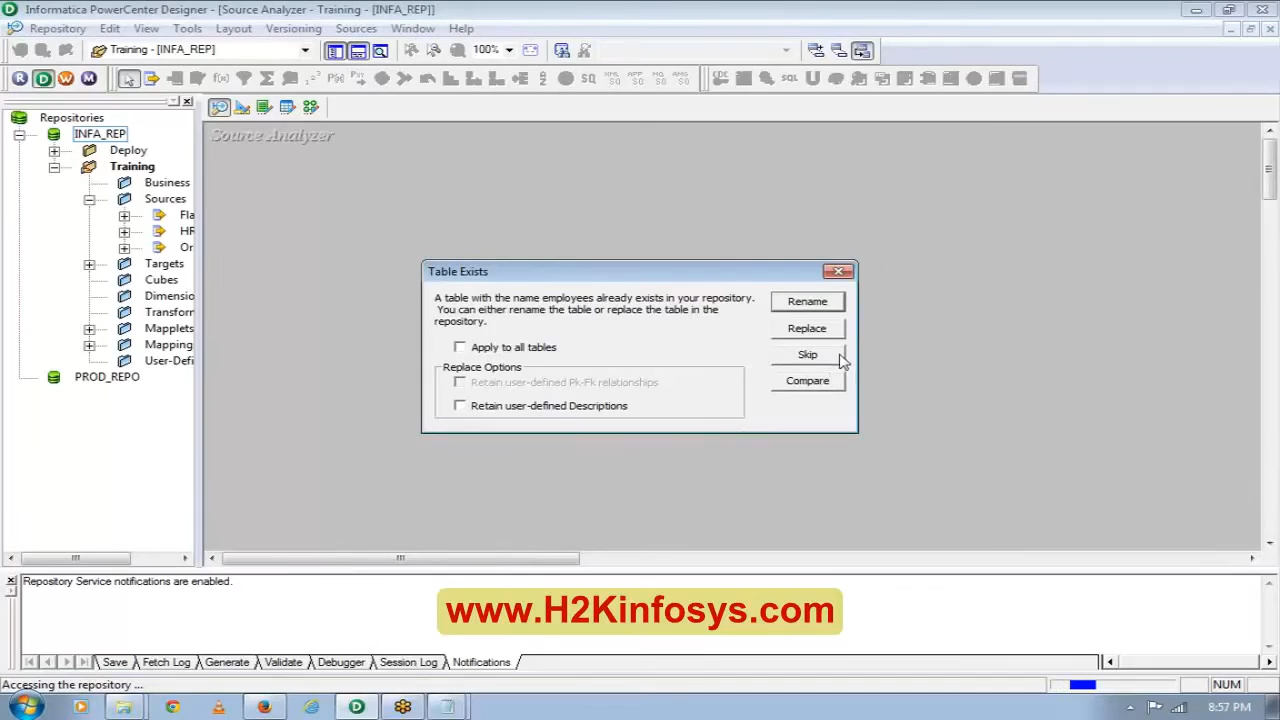 Informatica PowerCenter Designer - [Source Analyzer - Training - [INFA_REP]]
Repository Edit View Tools Layout Versioning Sources Window Help
Training - [INFA_REP]
100%
R D W M
Repositories
INFA_REP
Deploy
Training
Business
Sources
Fla
HR
Or
Targets
Cubes
Dimension
Transforn
Mapplets
Mapping
User-Defi
PROD_REPO
Source Analyzer
Table Exists
A table with the name employees already exists in your repository.
You can either rename the table or replace the table in the
repository.
Apply to all tables
Replace Options
Retain user-defined Pk-Fk relationships
Retain user-defined Descriptions
Rename
Replace
Skip
Compare
Repository Service notifications are enabled.
www.H2Kinfosys.com
Save Fetch Log Generate Validate Debugger Session Log Notifications
Accessing the repository ...
NUM
8:57 PM